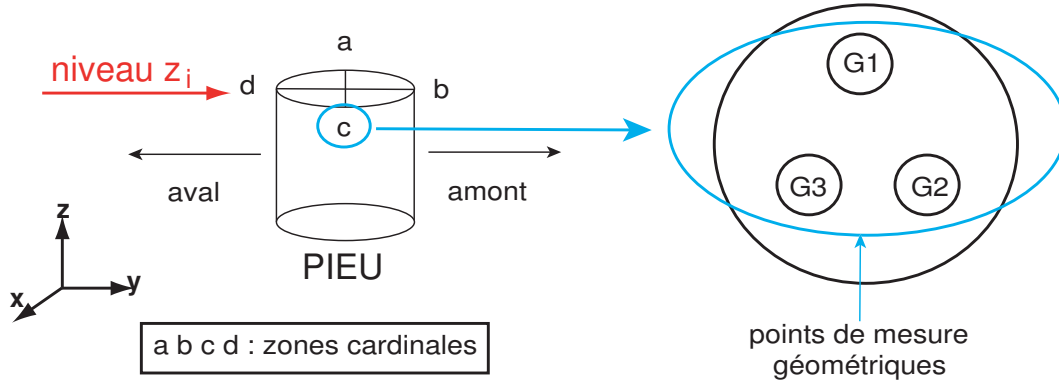 niveau z i
a
d
b
c
aval
amont
z
x
y
PIEU
a b c d : zones cardinales
G1
G3
G2
points de mesure
géométriques